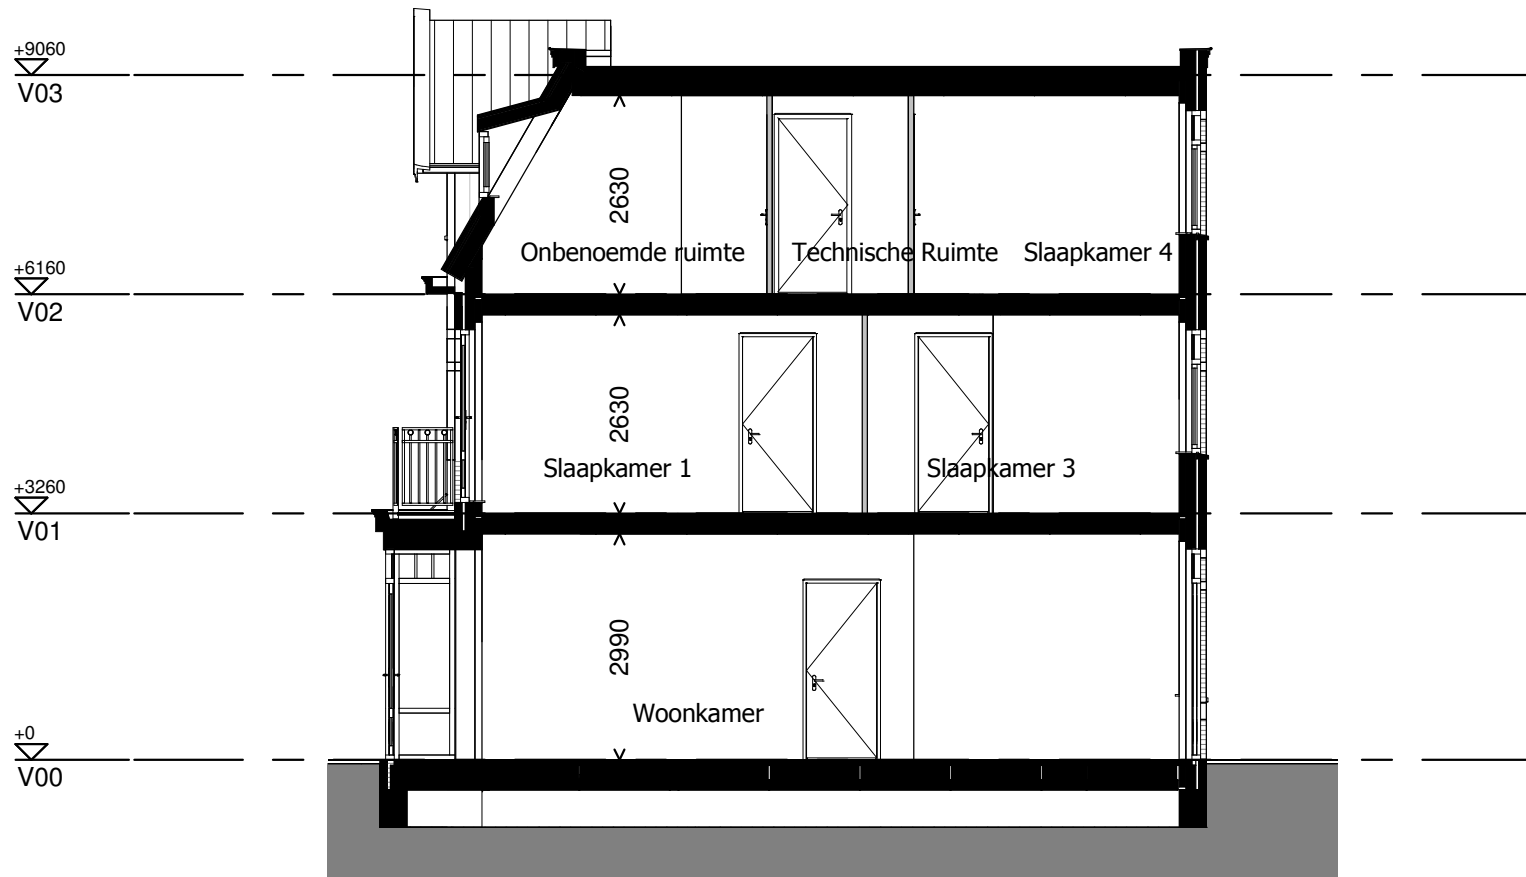 +9060
V03
2630
Onbenoemde ruimte
Technische Ruimte
Slaapkamer 4
+6160
V02
2630
Slaapkamer 1
Slaapkamer 3
+3260
V01
2990
Woonkamer
+0
V00